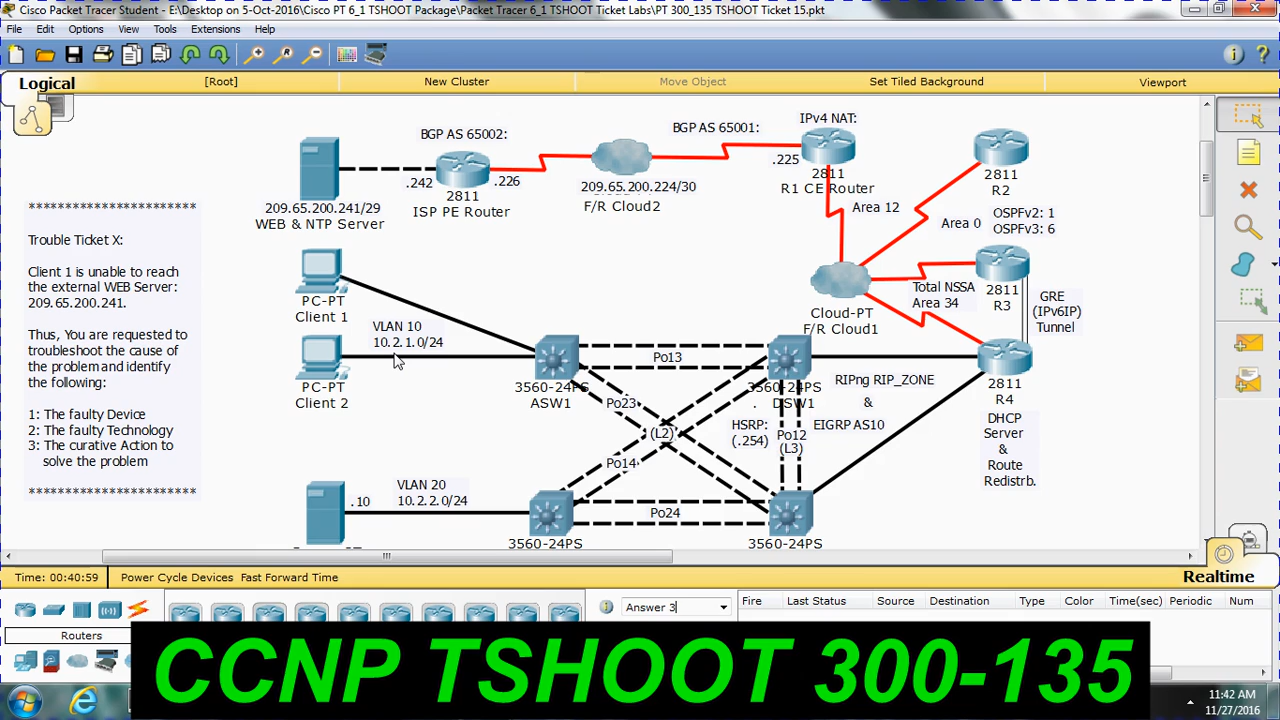 Cisco Packet Tracer Student - E:\Desktop on 5-Oct-2016\Cisco PT 6_1 TSHOOT Package\Packet Tracer 6_1 TSHOOT Ticket Labs\PT 300_135 TSHOOT Ticket 15.pkt
File Edit Options View Tools Extensions Help
Logical [Root] New Cluster Move Object Set Tiled Background Viewport
IPv4 NAT:
BGP AS 65002:
BGP AS 65001:
.225
2811
R1 CE Router
2811
R2
.242
.226
2811
ISP PE Router
209.65.200.224/30
F/R Cloud2
209.65.200.241/29
WEB & NTP Server
Area 12
Area 0
OSPFv2: 1
OSPFv3: 6
**********************
Trouble Ticket X:
Client 1 is unable to reach
the external WEB Server:
209.65.200.241.
Thus, You are requested to
troubleshoot the cause of
the problem and identify
the following:
1: The faulty Device
2: The faulty Technology
3: The curative Action to
solve the problem
**********************
PC-PT
Client 1
VLAN 10
10.2.1.0/24
PC-PT
Client 2
Cloud-PT
F/R Cloud1
Total NSSA
Area 34
2811
R3
GRE
(IPv6IP)
Tunnel
Po13
3560-24PS
ASW1
3560-24PS
. DSW1
RIPng RIP_ZONE
&
EIGRP AS10
2811
R4
DHCP
Server
&
Route
Redistrb.
Po23
(L2)
HSRP:
(.254)
Po12
(L3)
Po14
VLAN 20
10.2.2.0/24
.10
Po24
3560-24PS
3560-24PS
Time: 00:40:59 Power Cycle Devices Fast Forward Time
Realtime
Answer 3
Fire Last Status Source Destination Type Color Time(sec) Periodic Num
Routers
CCNP TSHOOT 300-135
11:42 AM
11/27/2016